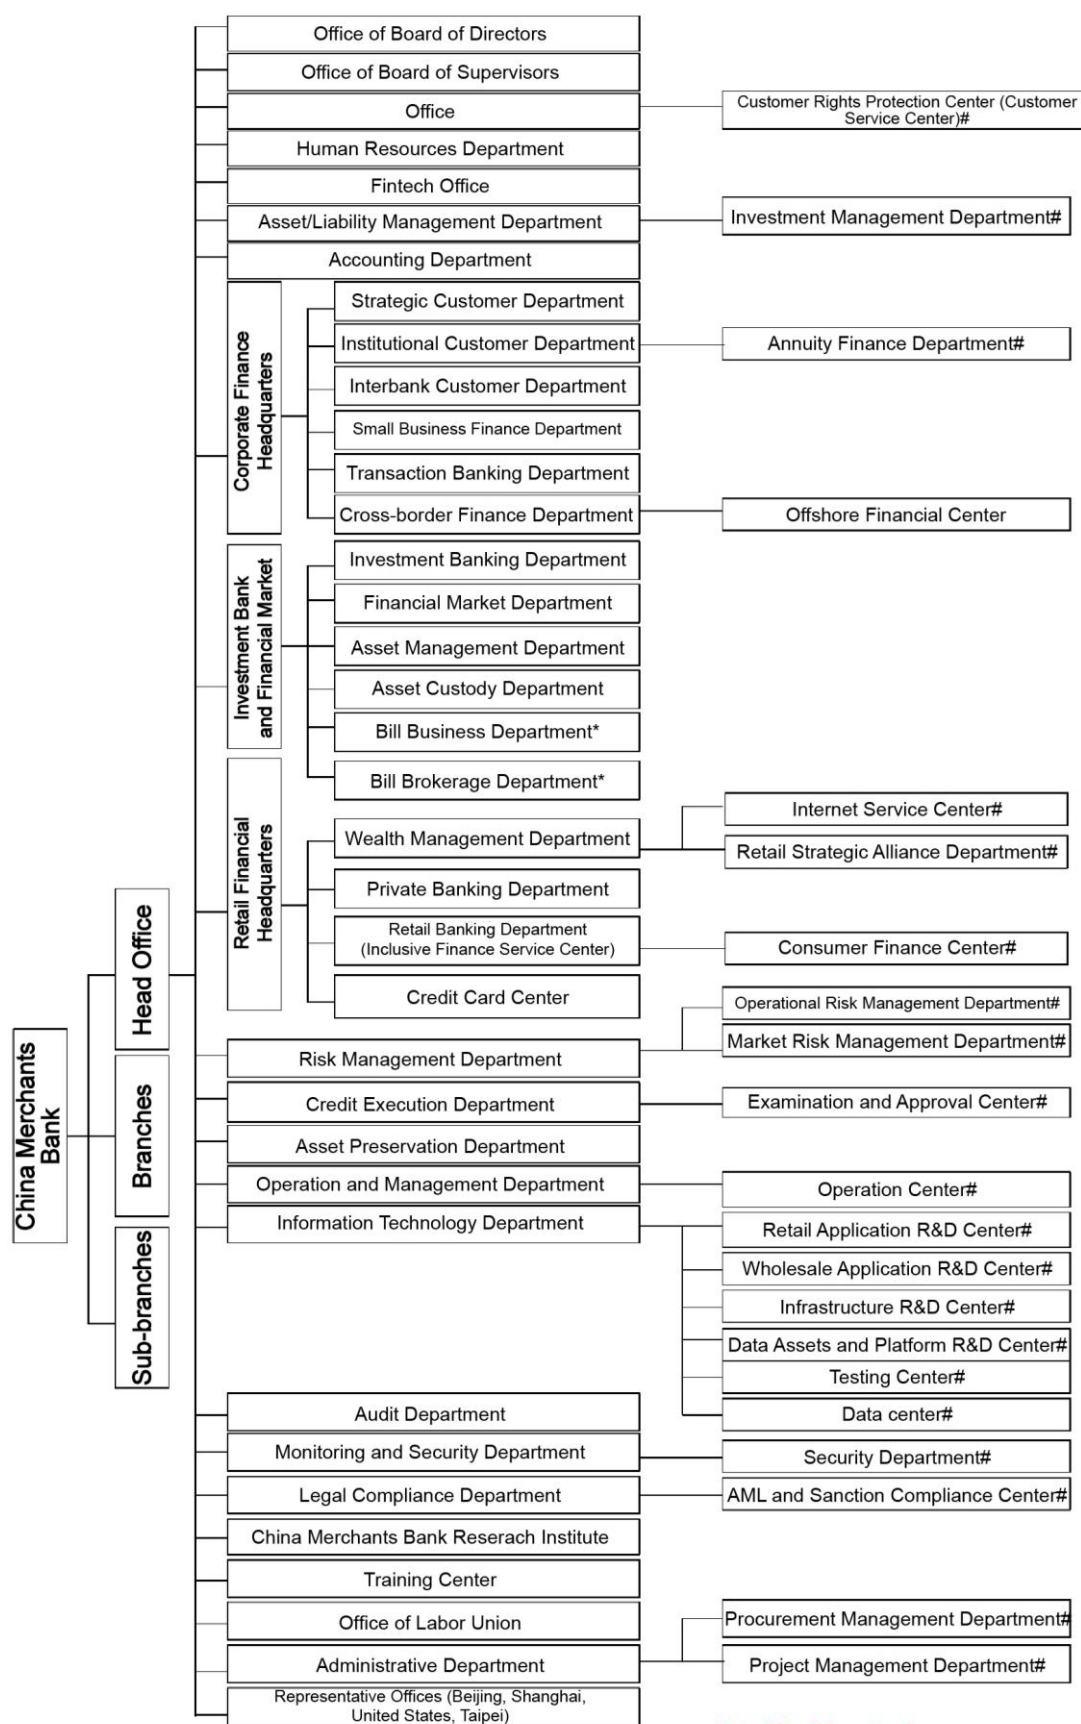 Office of Board of Directors
Office of Board of Supervisors
Office
Customer Rights Protection Center (Customer
Service Center)#
Human Resources Department
Fintech Office
Asset/Liability Management Department
Investment Management Department#
Accounting Department
Corporate Finance
Headquarters
Strategic Customer Department
Institutional Customer Department
Annuity Finance Department#
Interbank Customer Department
Small Business Finance Department
Transaction Banking Department
Cross-border Finance Department
Offshore Financial Center
Investment Bank
and Financial Market
Investment Banking Department
Financial Market Department
Asset Management Department
Asset Custody Department
Bill Business Department*
Bill Brokerage Department*
Retail Financial
Headquarters
Wealth Management Department
Internet Service Center#
Retail Strategic Alliance Department#
Private Banking Department
Retail Banking Department
(Inclusive Finance Service Center)
Consumer Finance Center#
Credit Card Center
China Merchants
Bank
Head Office
Branches
Sub-branches
Risk Management Department
Operational Risk Management Department#
Market Risk Management Department#
Credit Execution Department
Examination and Approval Center#
Asset Preservation Department
Operation and Management Department
Operation Center#
Information Technology Department
Retail Application R&D Center#
Wholesale Application R&D Center#
Infrastructure R&D Center#
Data Assets and Platform R&D Center#
Testing Center#
Data center#
Audit Department
Monitoring and Security Department
Security Department#
Legal Compliance Department
AML and Sanction Compliance Center#
China Merchants Bank Reserach Institute
Training Center
Office of Labor Union
Administrative Department
Procurement Management Department#
Project Management Department#
Representative Offices (Beijing, Shanghai,
United States, Taipei)